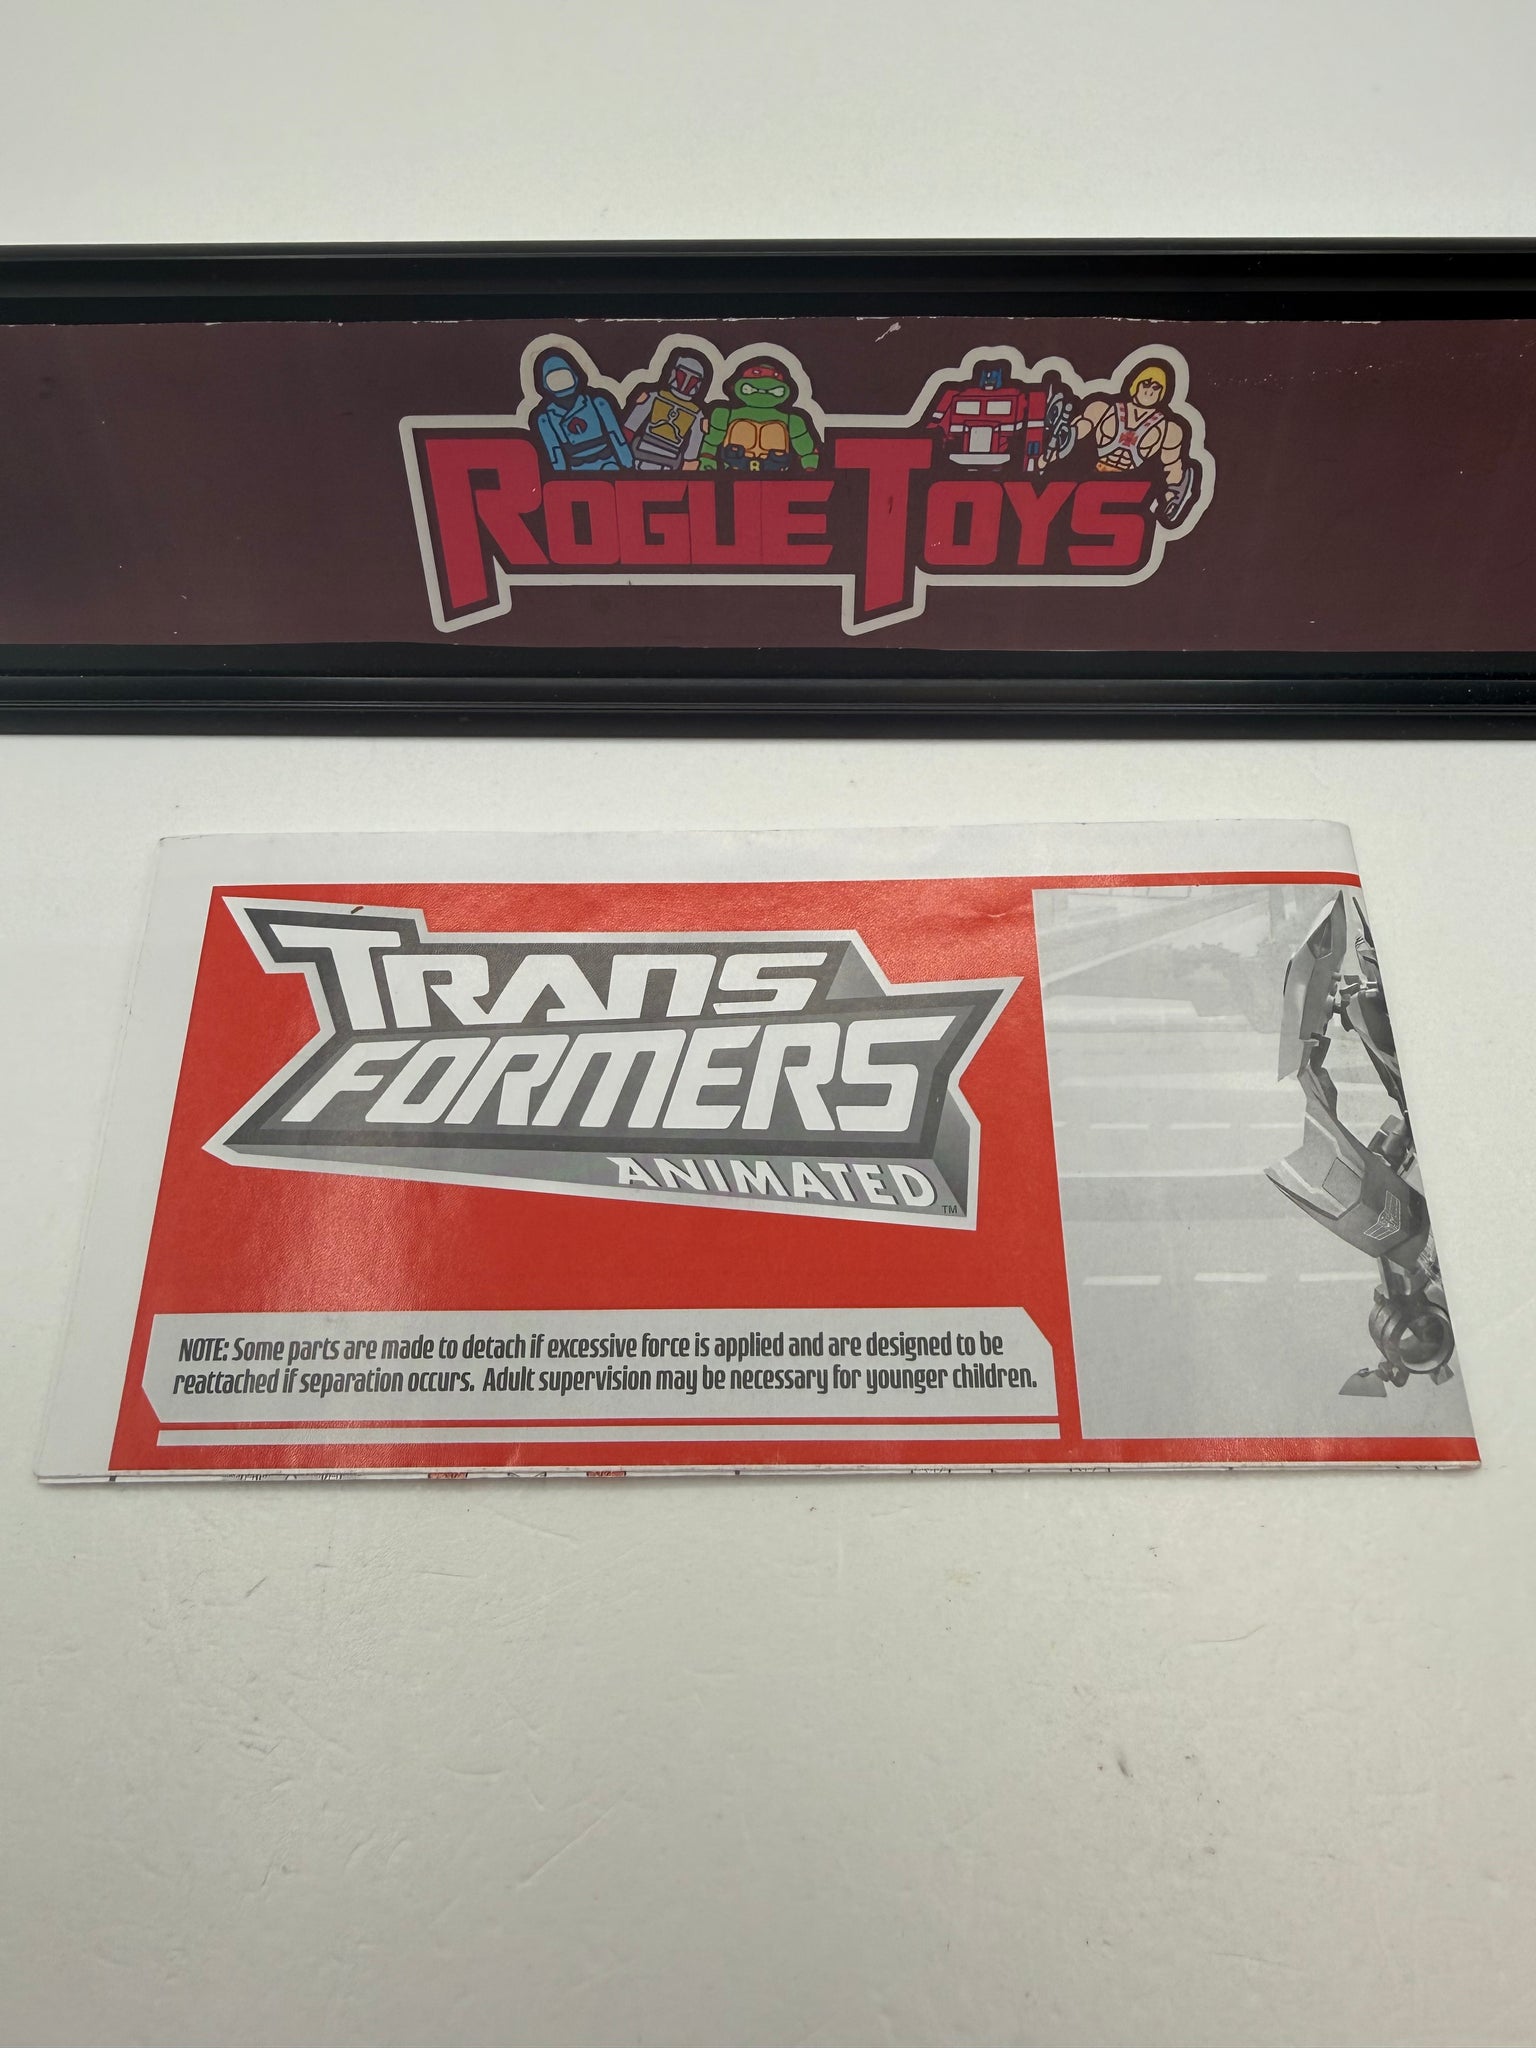 ROGUE TOYS
TRANS
FORMERS
ANIMATED
TM
NOTE: Some parts are made to detach if excessive force is applied and are designed to be
reattached if separation occurs. Adult supervision may be necessary for younger children.